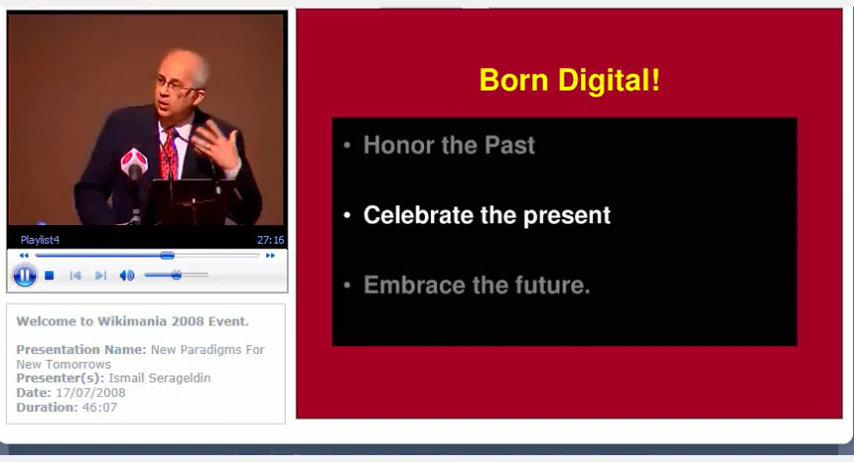 Playlist4
27:16
Welcome to Wikimania 2008 Event.
Presentation Name: New Paradigms For
New Tomorrows
Presenter(s): Ismail Serageldin
Date: 17/07/2008
Duration: 46:07
Born Digital!
• Honor the Past
• Celebrate the present
• Embrace the future.